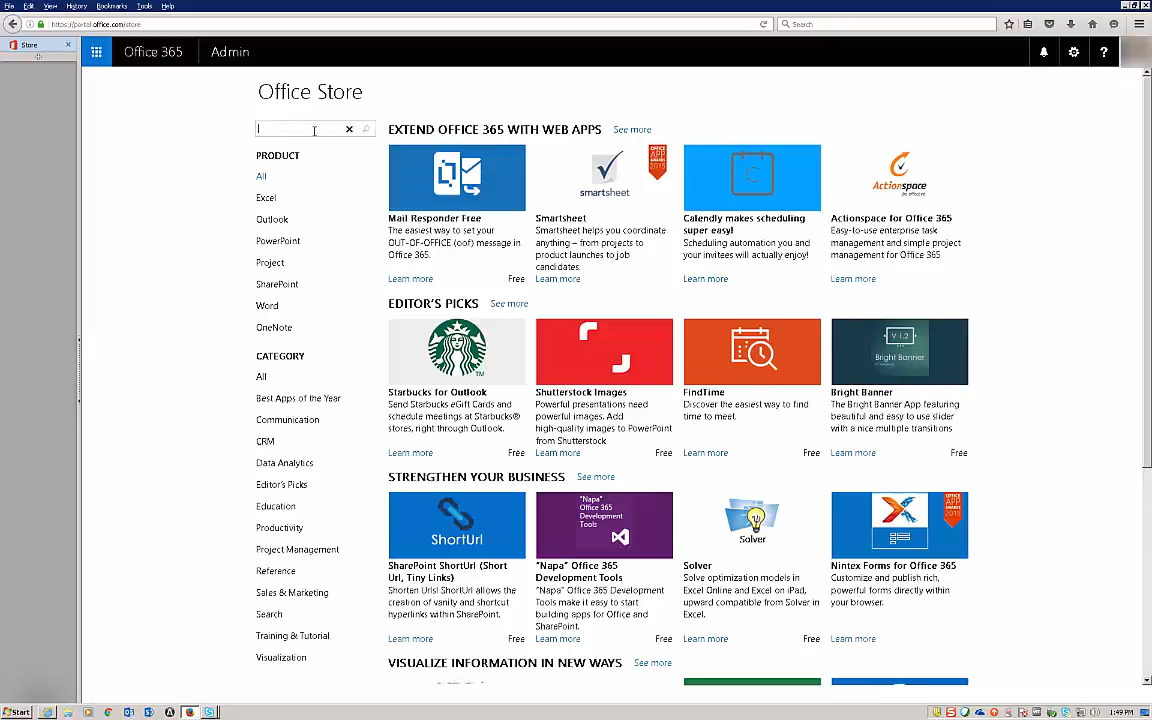 File Edit View History Bookmarks Tools Help
https://portal.office.com/store
Search
Store
Office 365 Admin
Office Store
PRODUCT
All
Excel
Outlook
PowerPoint
Project
SharePoint
Word
OneNote
CATEGORY
All
Best Apps of the Year
Communication
CRM
Data Analytics
Editor's Picks
Education
Productivity
Project Management
Reference
Sales & Marketing
Search
Training & Tutorial
Visualization
EXTEND OFFICE 365 WITH WEB APPS See more
Mail Responder Free
The easiest way to set your
OUT-OF-OFFICE (oof) message in
Office 365.
Learn more Free
smartsheet
OFFICE
APP
AWARDS
2015
Smartsheet
Smartsheet helps you coordinate
anything – from projects to
product launches to job
candidates.
Learn more
C
Calendly makes scheduling
super easy!
Scheduling automation you and
your invitees will actually enjoy!
Learn more
Actionspace
be effective
Actionspace for Office 365
Easy-to-use enterprise task
management and simple project
management for Office 365
Learn more
EDITOR'S PICKS See more
TM
Starbucks for Outlook
Send Starbucks eGift Cards and
schedule meetings at Starbucks®
stores, right through Outlook.
Learn more Free
Shutterstock Images
Powerful presentations need
powerful images. Add
high-quality images to PowerPoint
from Shutterstock
Learn more Free
FindTime
Discover the easiest way to find
time to meet.
Learn more Free
V 1.2
Bright Banner
Bright Banner
The Bright Banner App featuring
beautiful and easy to use slider
with a nice multiple transitions
Learn more Free
STRENGTHEN YOUR BUSINESS See more
ShortUrl
SharePoint ShortUrl (Short
Url, Tiny Links)
Shorten Urls! ShortUrl allows the
creation of vanity and shortcut
hyperlinks within SharePoint.
Learn more Free
"Napa"
Office 365
Development
Tools
"Napa" Office 365
Development Tools
"Napa" Office 365 Development
Tools make it easy to start
building apps for Office and
SharePoint.
Learn more Free
Solver
Solver
Solve optimization models in
Excel Online and Excel on iPad,
upward compatible from Solver in
Excel.
Learn more Free
OFFICE
APP
AWARDS
2015
Nintex Forms for Office 365
Customize and publish rich,
powerful forms directly within
your browser.
Learn more
VISUALIZE INFORMATION IN NEW WAYS See more
Start
1:49 PM